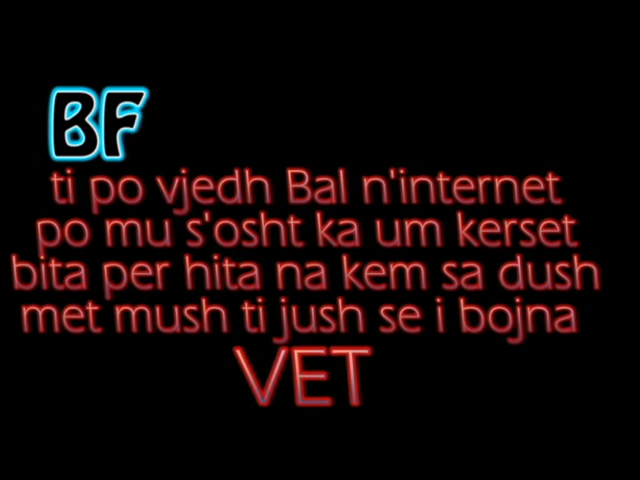 BF
ti po vjedh Bal n'internet
po mu s'osht ka um kerset
bita per hita na kem sa dush
met mush ti jush se i bojna
VET